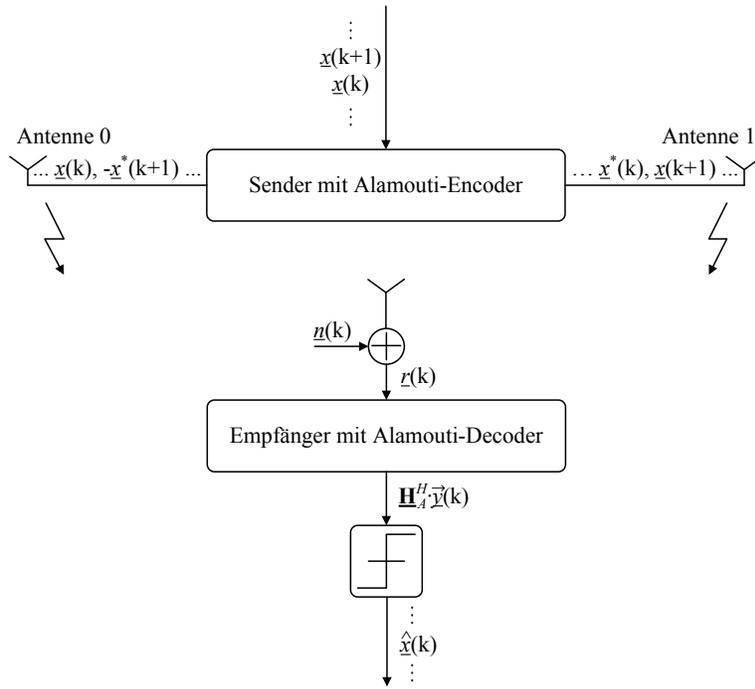 ⋮
x(k+1)
x(k)
⋮
Antenne 0
Antenne 1
... x(k), -x*(k+1) ...
Sender mit Alamouti-Encoder
... x*(k), x(k+1) ...
n(k)
r(k)
Empfänger mit Alamouti-Decoder
H_A^H·y⃗(k)
⋮
x̂(k)
⋮